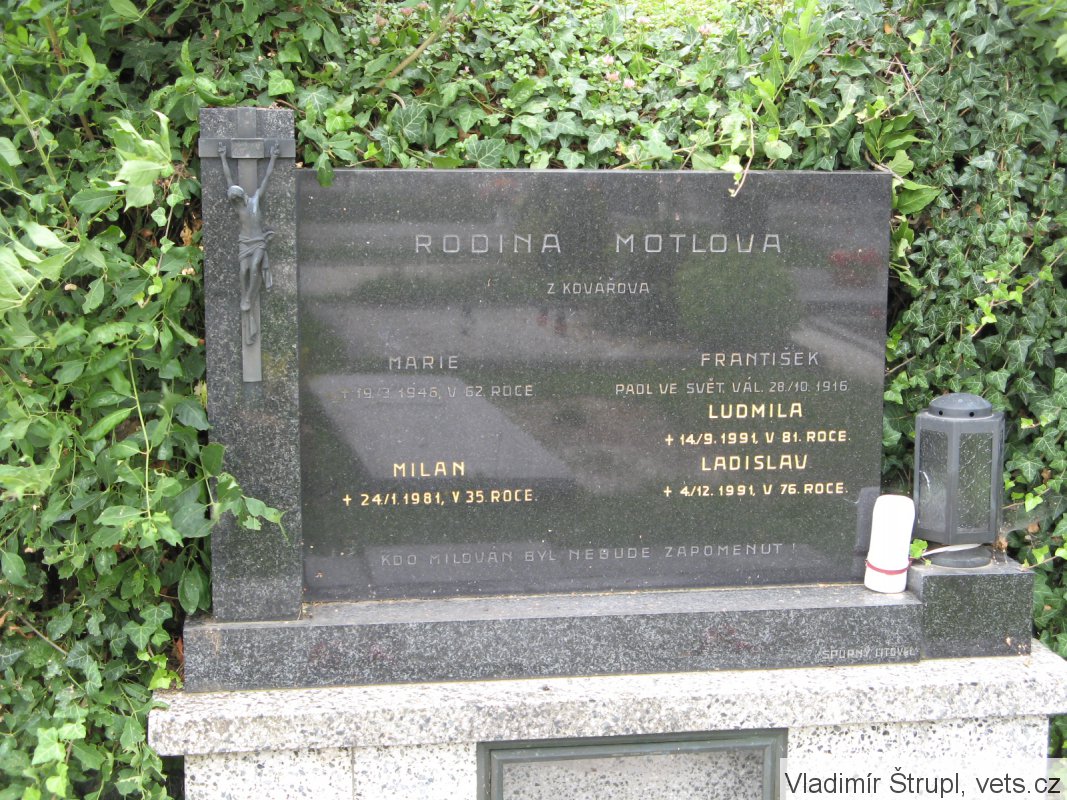 RODINA MOTLOVA
Z KOVÁŘOVA
MARIE
† 19/3. 1946, V 62. ROCE
FRANTIŠEK
PADL VE SVĚT. VÁL. 28./10. 1916.
LUDMILA
† 14/9. 1991, V 81. ROCE.
MILAN
† 24/1. 1981, V 35. ROCE.
LADISLAV
† 4/12. 1991, V 76. ROCE.
KDO MILOVÁN BYL NEBUDE ZAPOMENUT!
SPURNÝ LITOVEL
Vladimír Štrupl, vets.cz